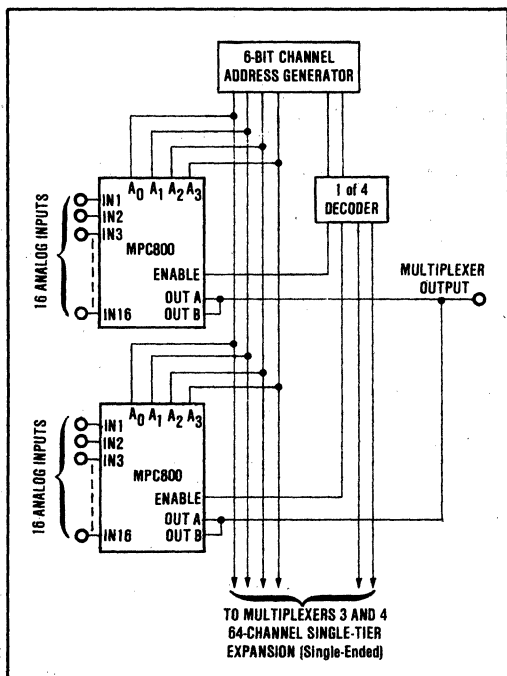 6-BIT CHANNEL
ADDRESS GENERATOR
A0 A1 A2 A3
1 of 4
DECODER
16 ANALOG INPUTS
IN1
IN2
IN3
IN16
MPC800
ENABLE
OUT A
OUT B
MULTIPLEXER
OUTPUT
A0 A1 A2 A3
16 ANALOG INPUTS
IN1
IN2
IN3
IN16
MPC800
ENABLE
OUT A
OUT B
TO MULTIPLEXERS 3 AND 4
64-CHANNEL SINGLE-TIER
EXPANSION (Single-Ended)